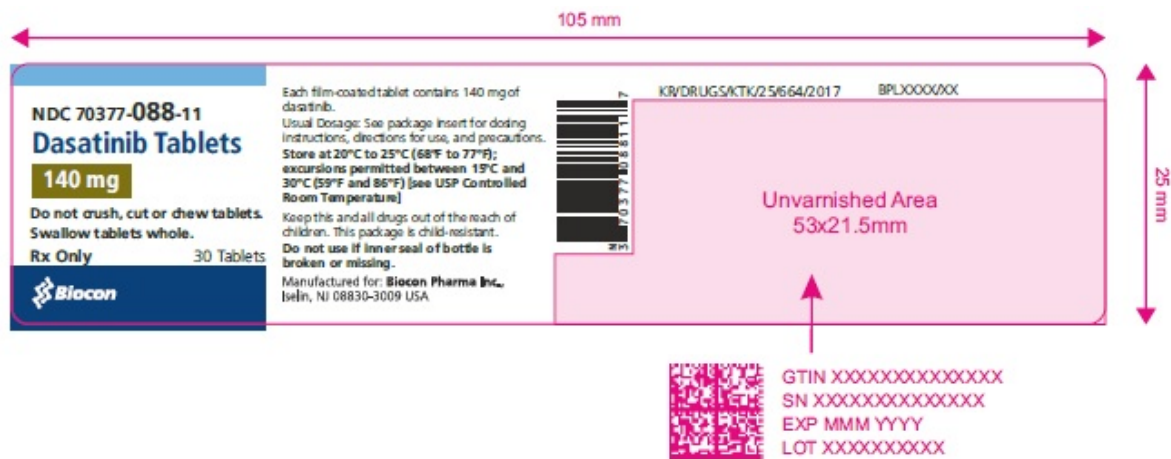 105 mm
NDC 70377-088-11
Dasatinib Tablets
140 mg
Do not crush, cut or chew tablets.
Swallow tablets whole.
Rx Only 30 Tablets
Biocon
Each film-coated tablet contains 140 mg of
dasatinib.
Usual Dosage: See package insert for dosing
instructions, directions for use, and precautions.
Store at 20°C to 25°C (68°F to 77°F);
excursions permitted between 15°C and
30°C (59°F and 86°F) [see USP Controlled
Room Temperature]
Keep this and all drugs out of the reach of
children. This package is child-resistant.
Do not use if inner seal of bottle is
broken or missing.
Manufactured for: Biocon Pharma Inc.,
Iselin, NJ 08830-3009 USA
N 3 70377 08811 7
KR/DRUGS/KTK/25/664/2017 BPLXXXX/XX
Unvarnished Area
53x21.5mm
25 mm
GTIN XXXXXXXXXXXXXX
SN XXXXXXXXXXXXXX
EXP MMM YYYY
LOT XXXXXXXXXX